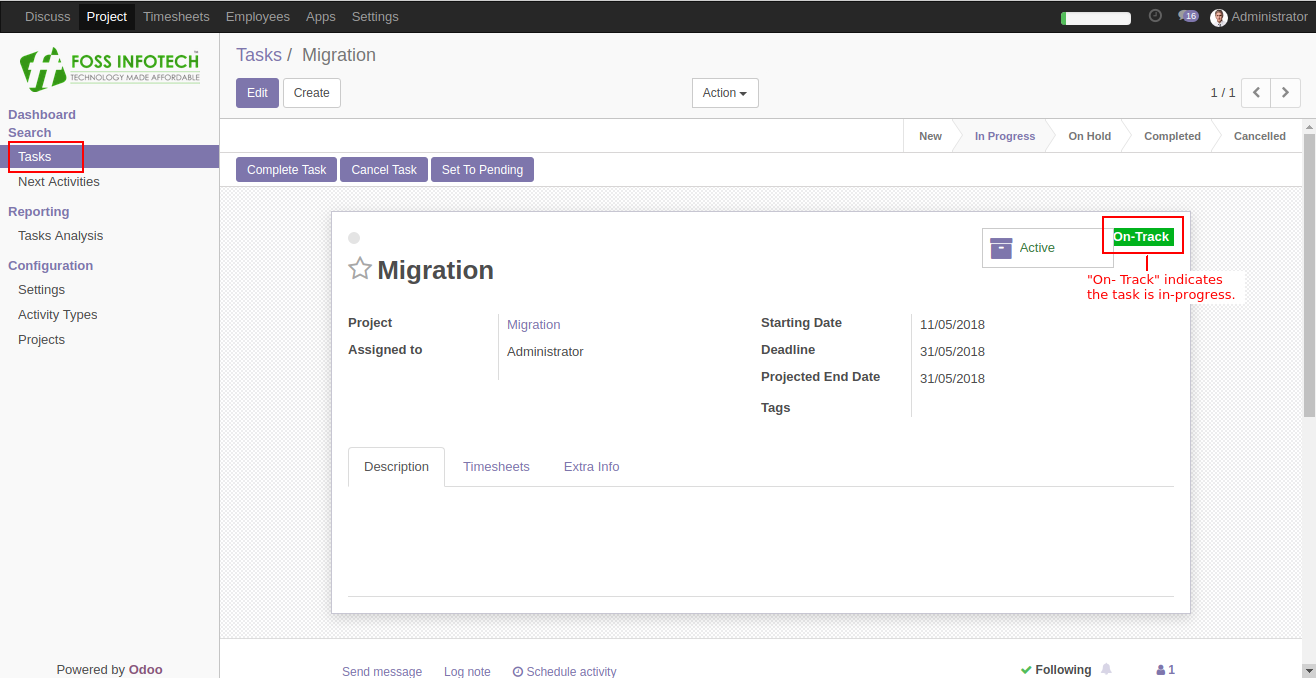 Discuss Project Timesheets Employees Apps Settings 16 Administrator
FOSS INFOTECH
TECHNOLOGY MADE AFFORDABLE
Dashboard
Search
Tasks
Next Activities
Reporting
Tasks Analysis
Configuration
Settings
Activity Types
Projects
Powered by Odoo
Tasks / Migration
Edit Create Action 1 / 1
New In Progress On Hold Completed Cancelled
Complete Task Cancel Task Set To Pending
Active On-Track
"On- Track" indicates
the task is in-progress.
Migration
Project Migration
Assigned to Administrator
Starting Date 11/05/2018
Deadline 31/05/2018
Projected End Date 31/05/2018
Tags
Description Timesheets Extra Info
Send message Log note Schedule activity Following 1